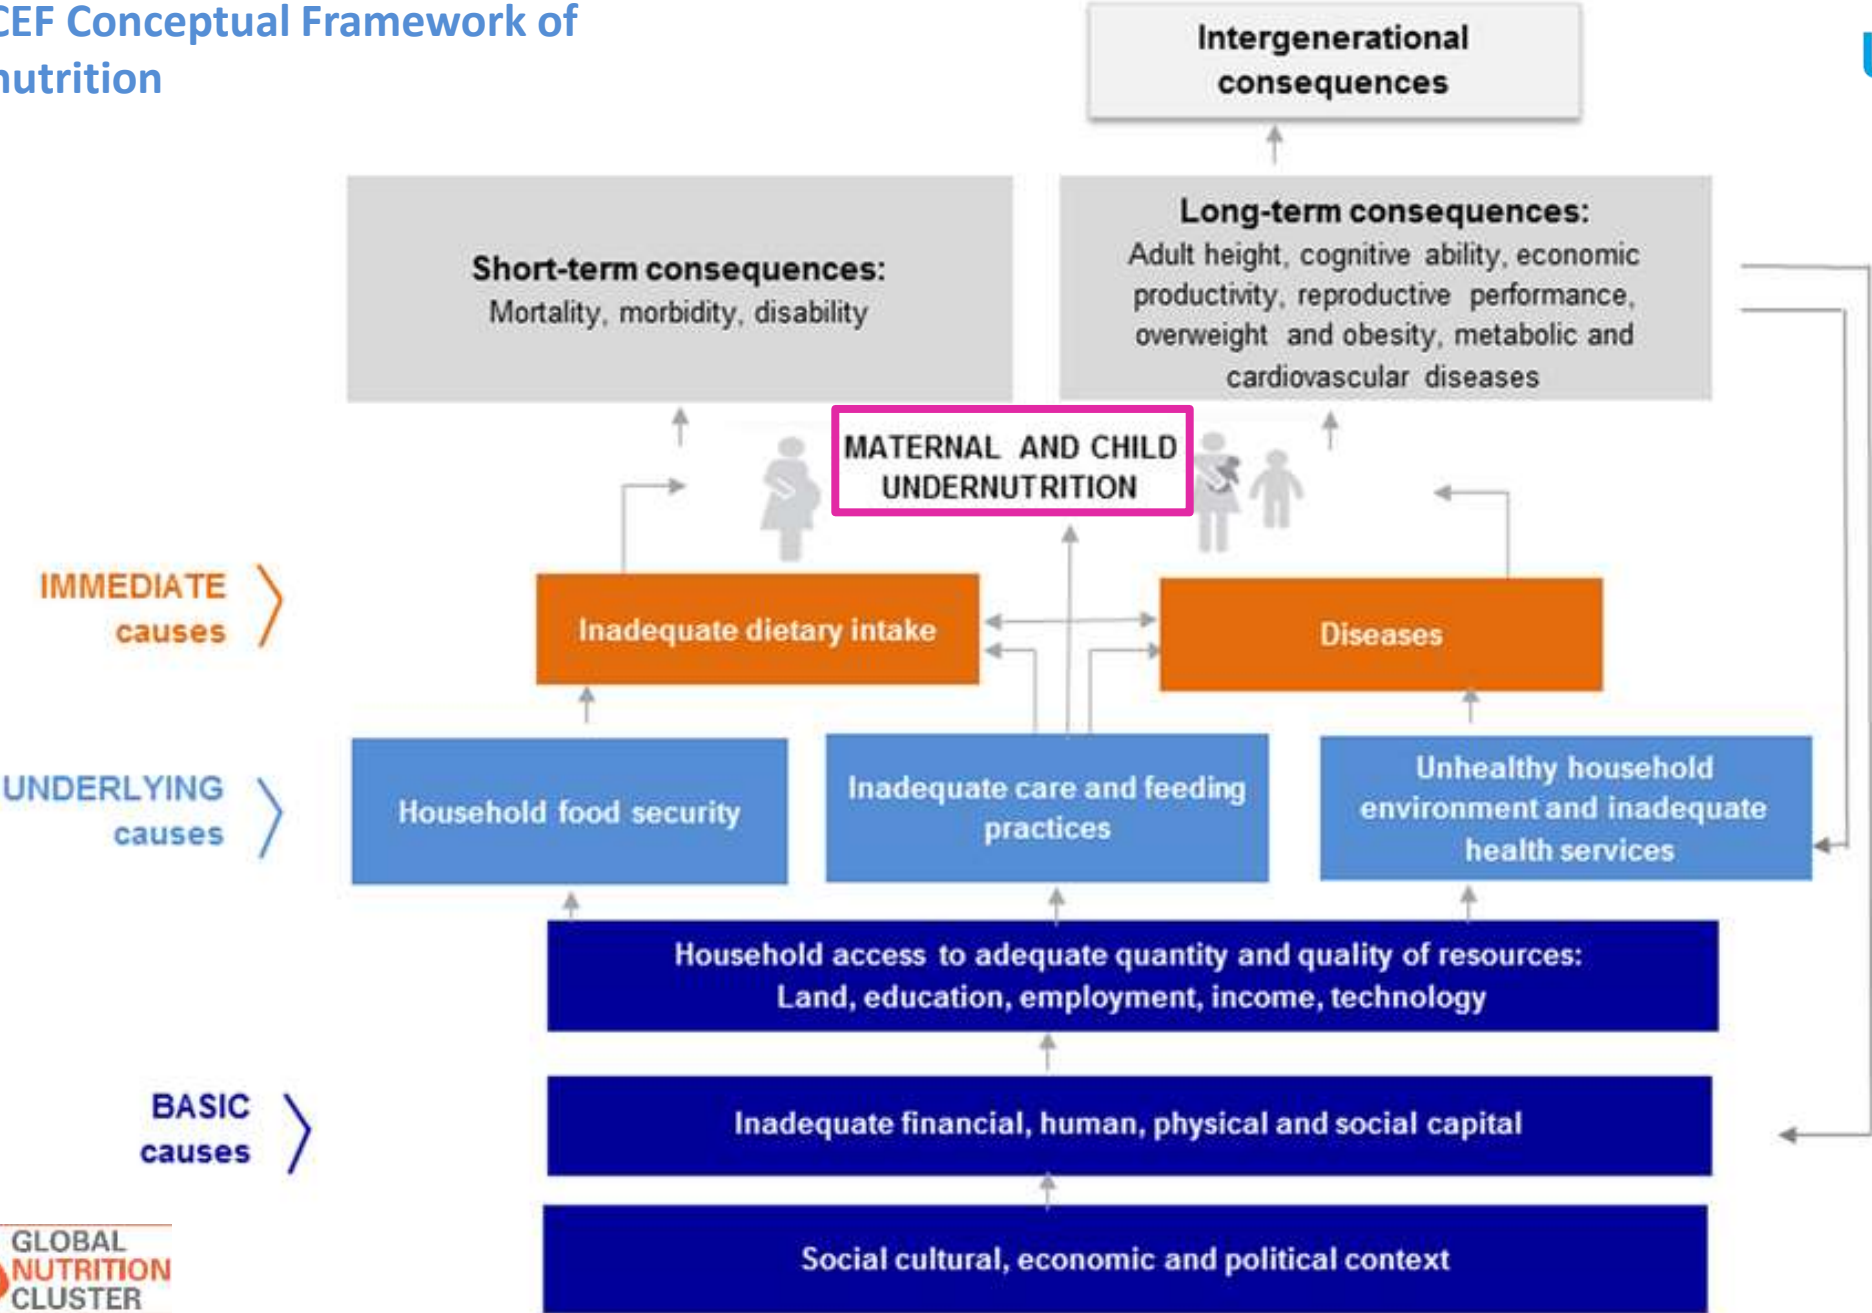 CEF Conceptual Framework of
nutrition
Intergenerational
consequences
Short-term consequences:
Mortality, morbidity, disability
Long-term consequences:
Adult height, cognitive ability, economic
productivity, reproductive performance,
overweight and obesity, metabolic and
cardiovascular diseases
MATERNAL AND CHILD
UNDERNUTRITION
IMMEDIATE
causes
Inadequate dietary intake
Diseases
UNDERLYING
causes
Household food security
Inadequate care and feeding
practices
Unhealthy household
environment and inadequate
health services
Household access to adequate quantity and quality of resources:
Land, education, employment, income, technology
BASIC
causes
Inadequate financial, human, physical and social capital
Social cultural, economic and political context
GLOBAL
NUTRITION
CLUSTER